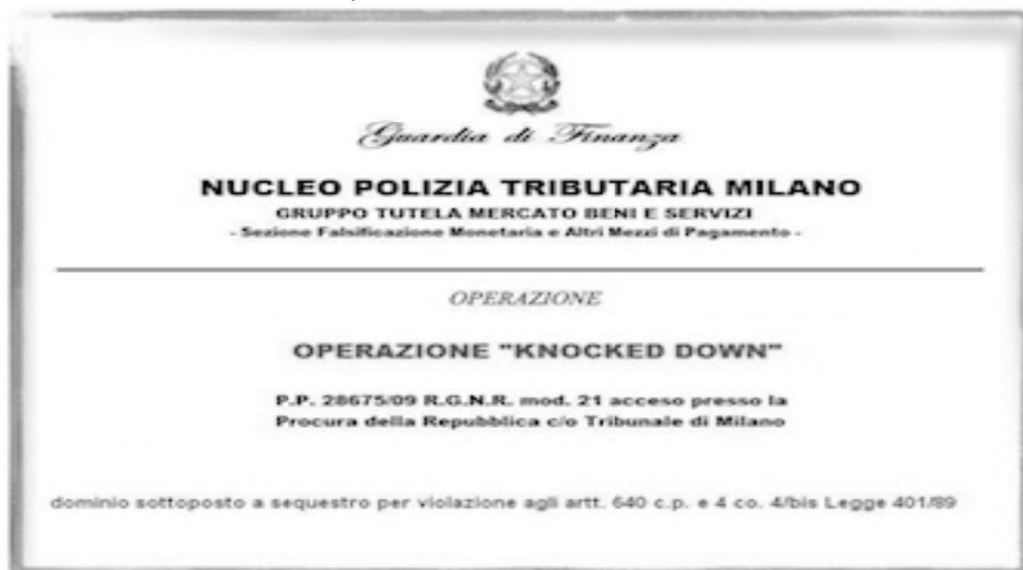 Guardia di Finanza
NUCLEO POLIZIA TRIBUTARIA MILANO
GRUPPO TUTELA MERCATO BENI E SERVIZI
- Sezione Falsificazione Monetaria e Altri Mezzi di Pagamento -
OPERAZIONE
OPERAZIONE "KNOCKED DOWN"
P.P. 28675/09 R.G.N.R. mod. 21 acceso presso la
Procura della Repubblica c/o Tribunale di Milano
dominio sottoposto a sequestro per violazione agli artt. 640 c.p. e 4 co. 4/bis Legge 401/89